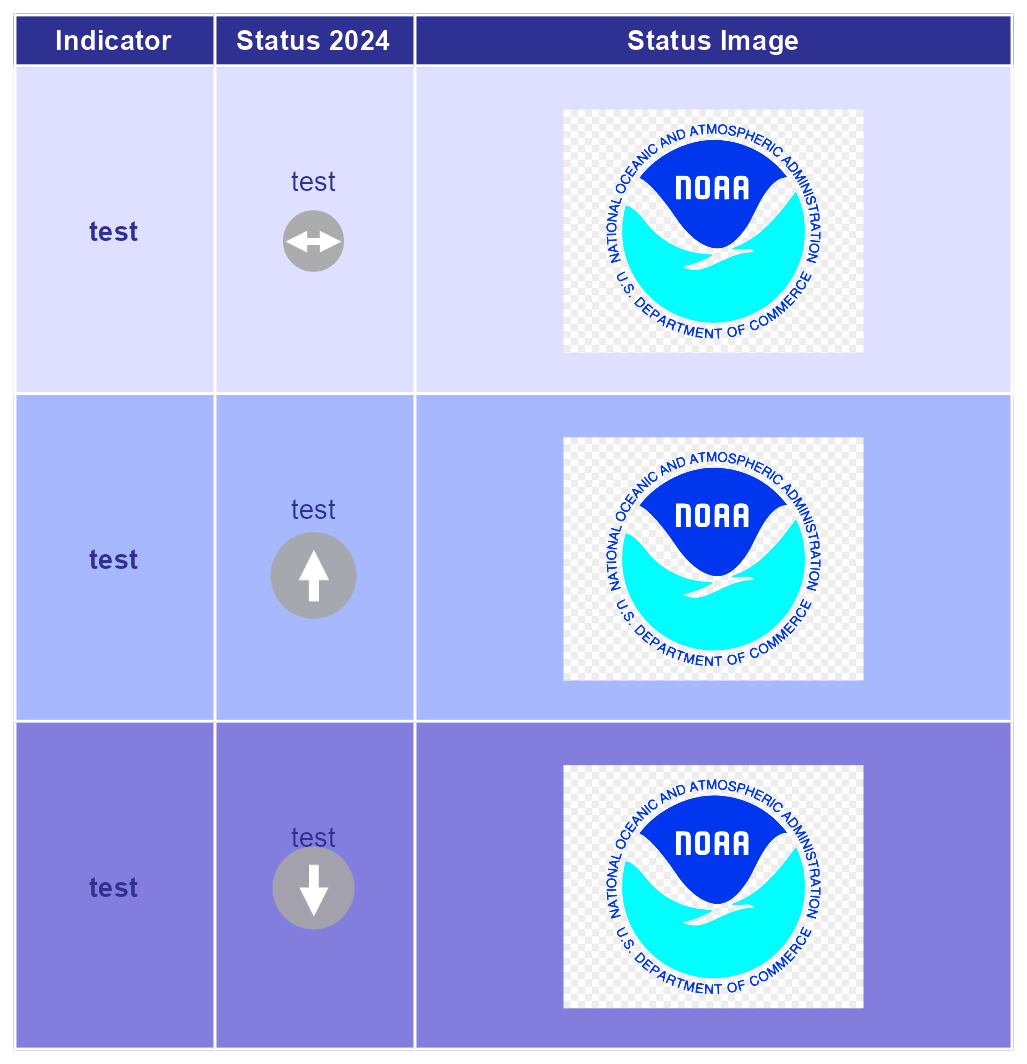 Indicator Status 2024 Status Image
test
test
NATIONAL OCEANIC AND ATMOSPHERIC ADMINISTRATION
NOAA
U.S. DEPARTMENT OF COMMERCE
test
test
NATIONAL OCEANIC AND ATMOSPHERIC ADMINISTRATION
NOAA
U.S. DEPARTMENT OF COMMERCE
test
test
NATIONAL OCEANIC AND ATMOSPHERIC ADMINISTRATION
NOAA
U.S. DEPARTMENT OF COMMERCE